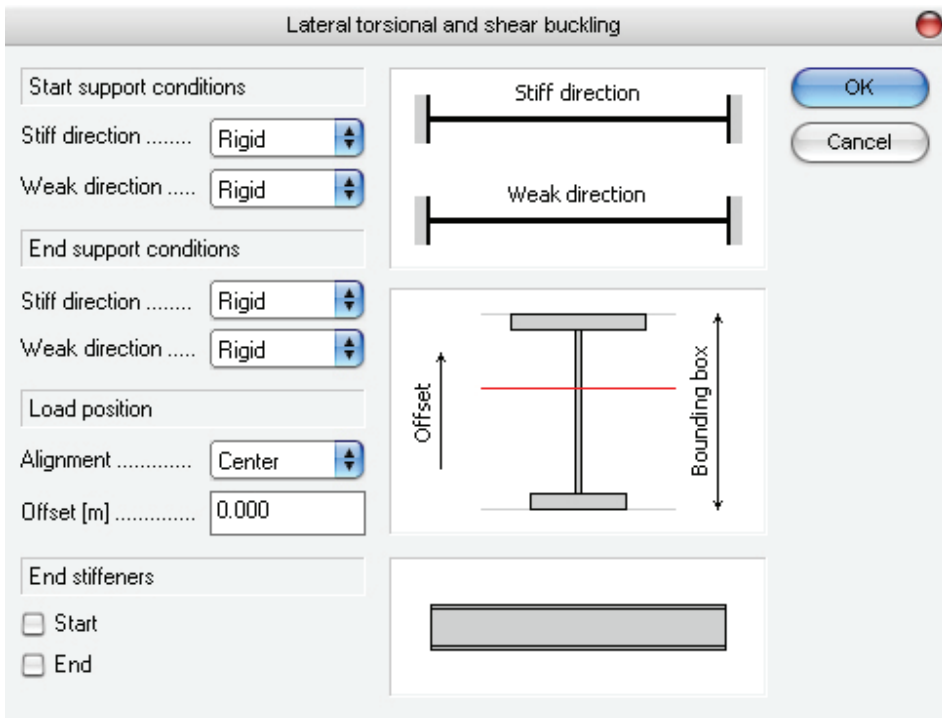 Lateral torsional and shear buckling
Start support conditions
Stiff direction ........ Rigid
Weak direction ..... Rigid
End support conditions
Stiff direction ........ Rigid
Weak direction ..... Rigid
Load position
Alignment ............. Center
Offset [m] .............. 0.000
End stiffeners
Start
End
Stiff direction
Weak direction
Offset
Bounding box
OK
Cancel